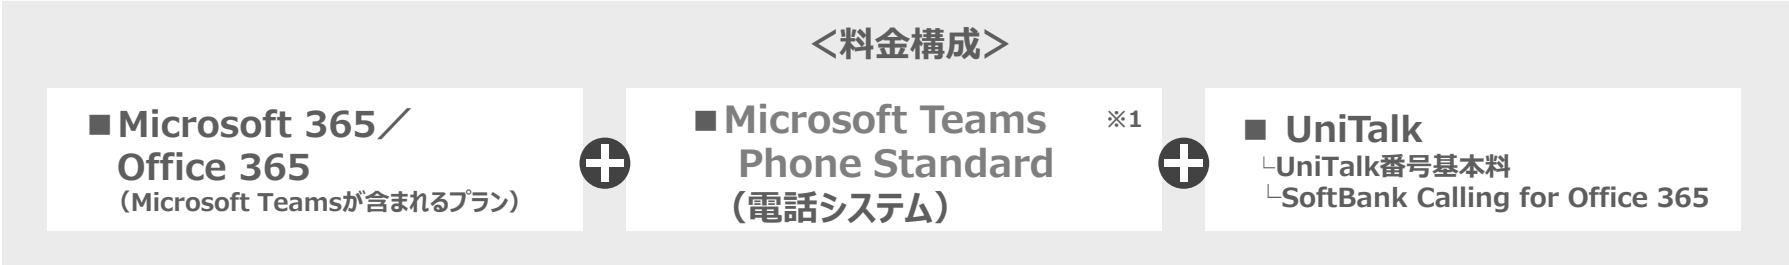 ＜料金構成＞
■Microsoft 365／
Office 365
（Microsoft Teamsが含まれるプラン）
■Microsoft Teams ※1
Phone Standard
（電話システム）
■ UniTalk
└UniTalk番号基本料
└SoftBank Calling for Office 365